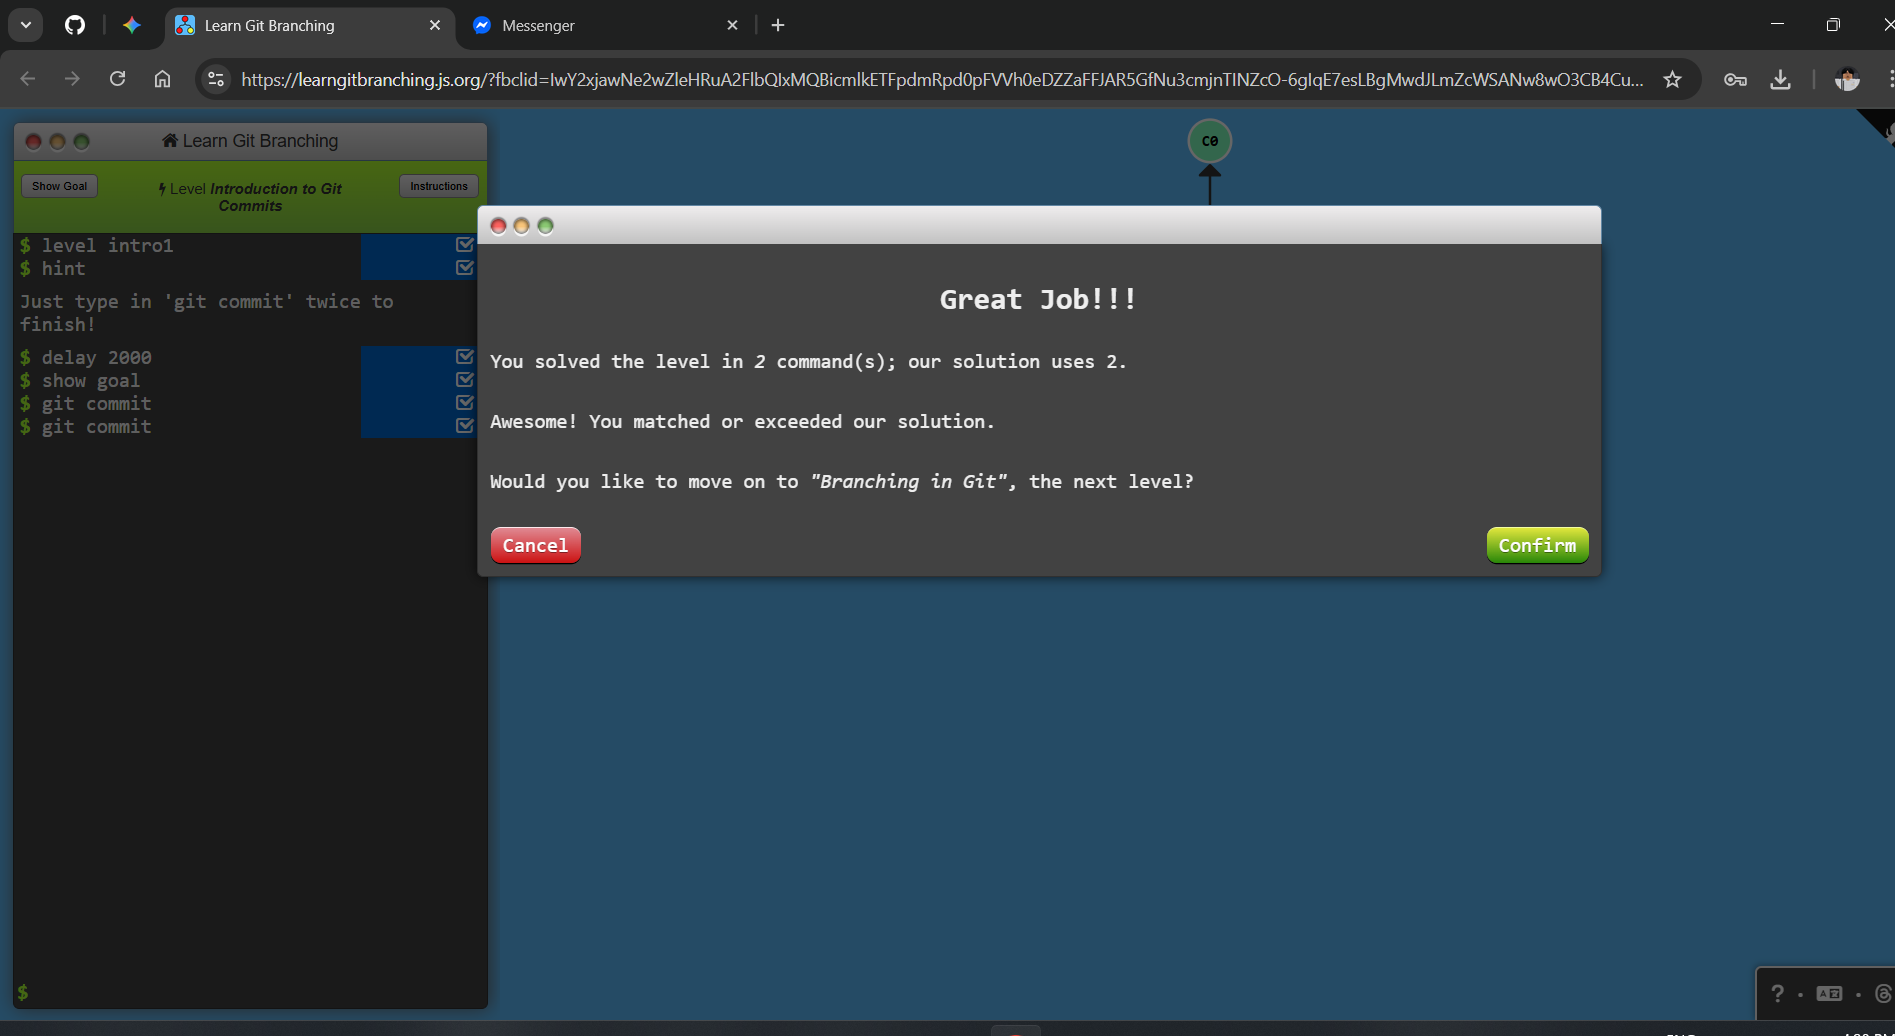 Learn Git Branching
Messenger
https://learngitbranching.js.org/?fbclid=IwY2xjawNe2wZleHRuA2FlbQIxMQBicmlkETFpdmRpd0pFVVh0eDZZaFFJAR5GfNu3cmjnTINZcO-6gIqE7esLBgMwdJLmZcWSANw8wO3CB4Cu...
Learn Git Branching
Show Goal
Level Introduction to Git
Commits
Instructions
$ level intro1
$ hint
Just type in 'git commit' twice to
finish!
$ delay 2000
$ show goal
$ git commit
$ git commit
$
C0
Great Job!!!
You solved the level in 2 command(s); our solution uses 2.
Awesome! You matched or exceeded our solution.
Would you like to move on to "Branching in Git", the next level?
Cancel
Confirm
?